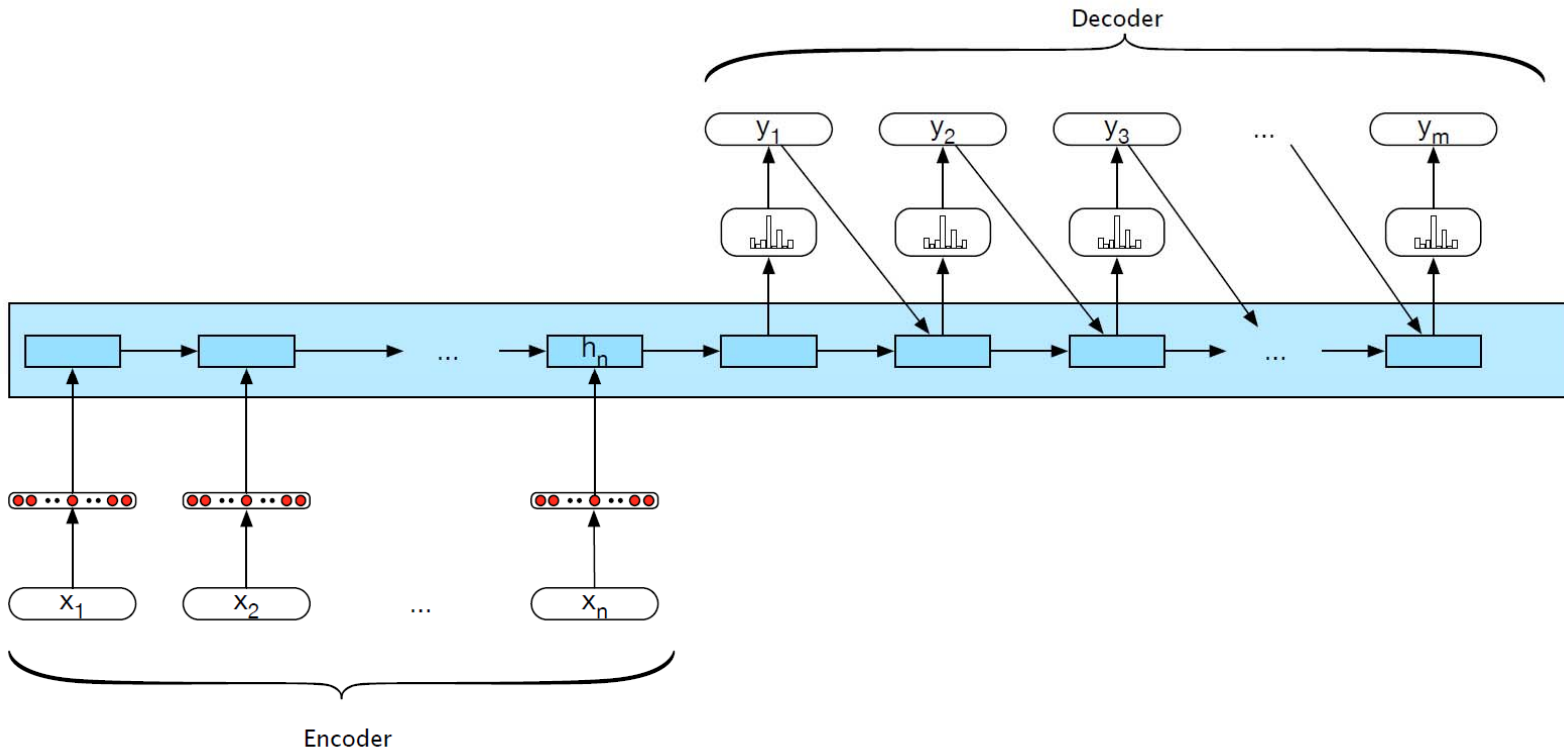 Decoder
y1 y2 y3 ... ym
... hn ...
x1 x2 ... xn
Encoder